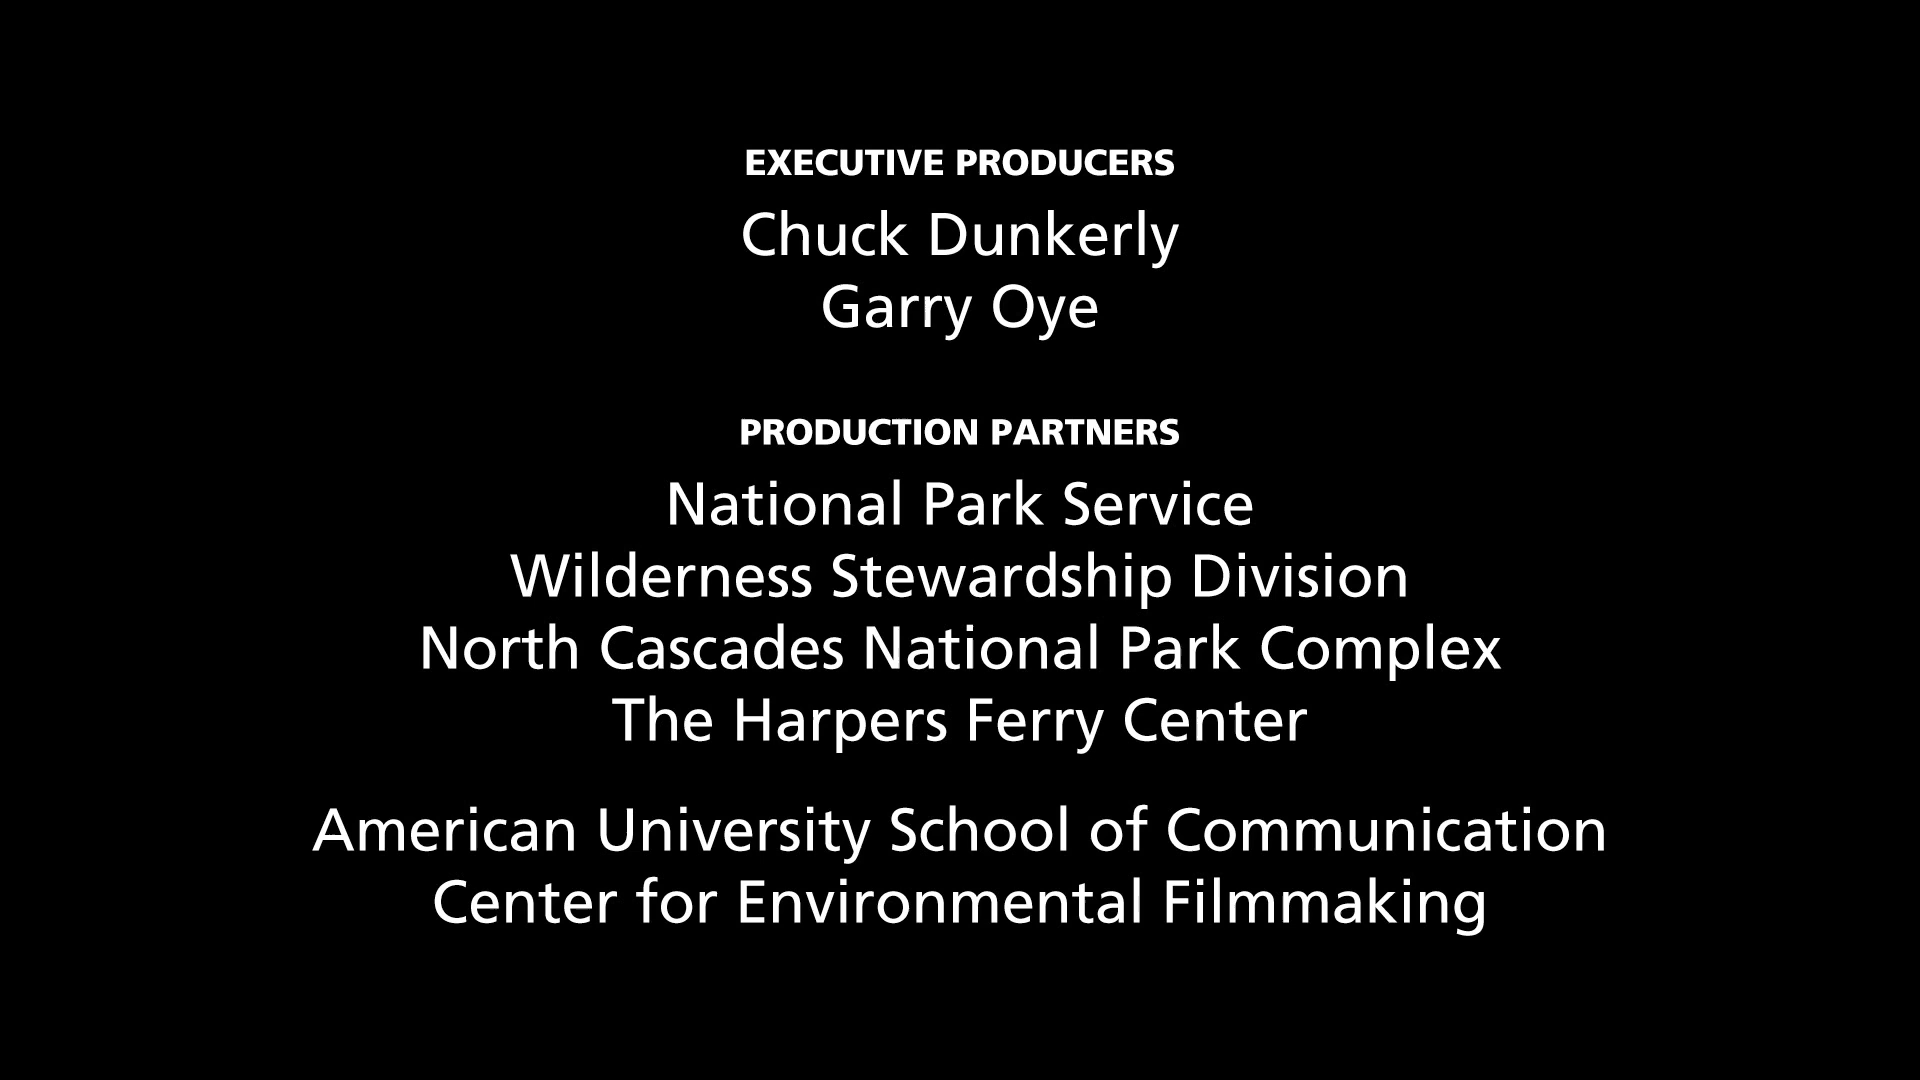 EXECUTIVE PRODUCERS
Chuck Dunkerly
Garry Oye
PRODUCTION PARTNERS
National Park Service
Wilderness Stewardship Division
North Cascades National Park Complex
The Harpers Ferry Center
American University School of Communication
Center for Environmental Filmmaking